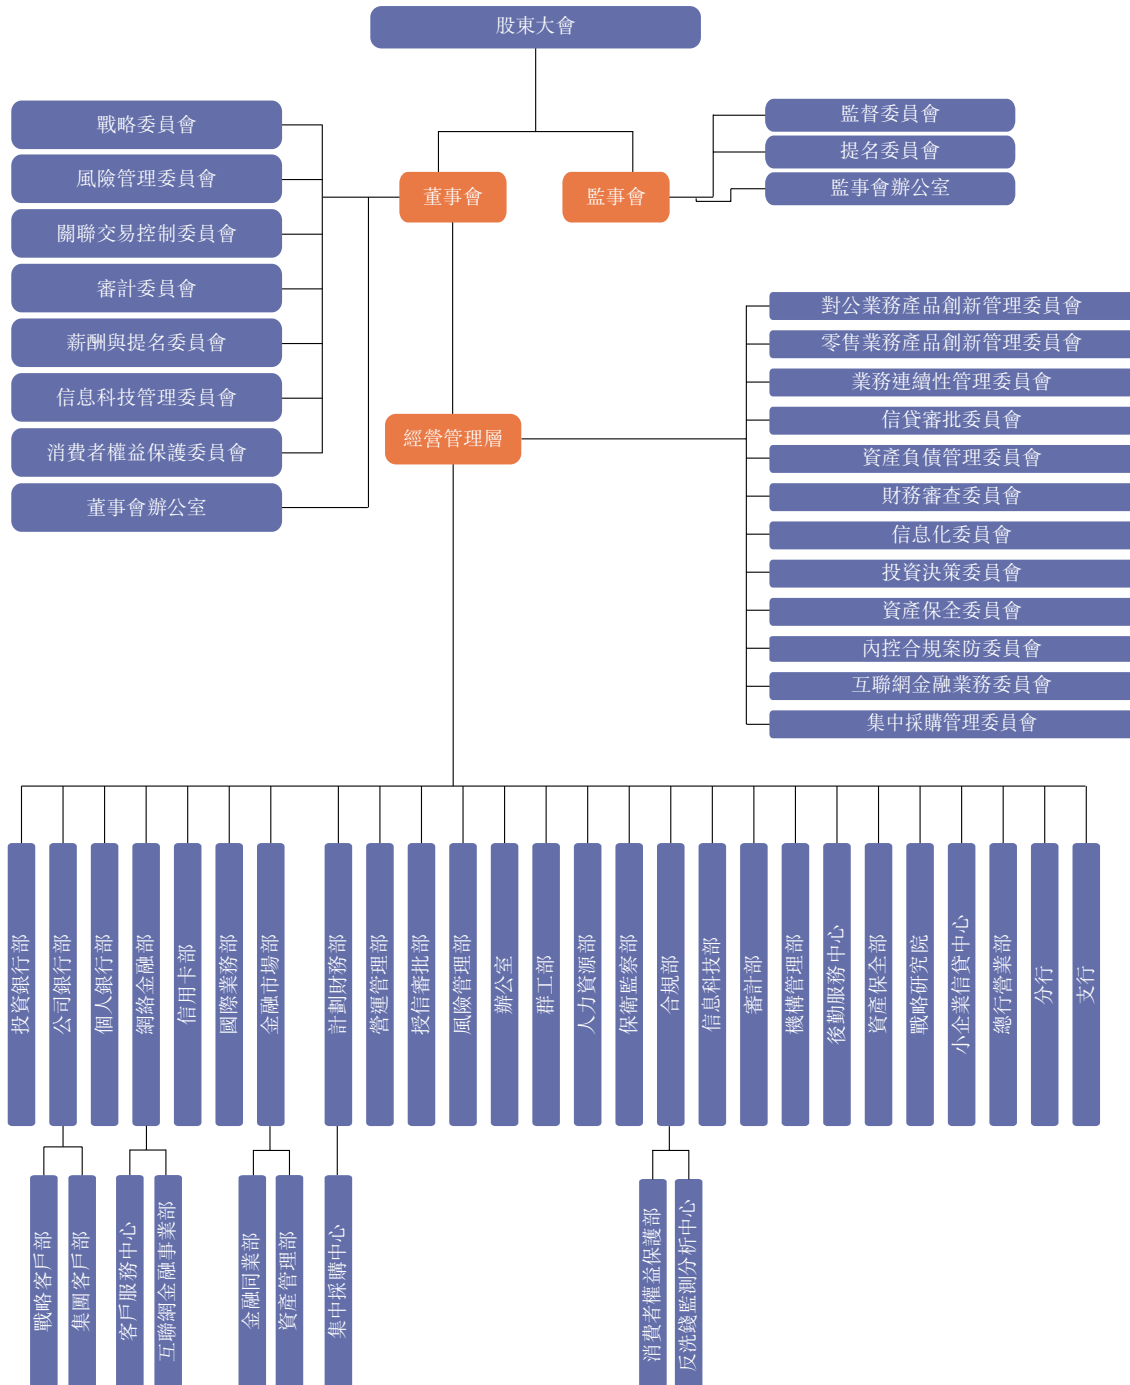 股東大會
戰略委員會
風險管理委員會
關聯交易控制委員會
審計委員會
薪酬與提名委員會
信息科技管理委員會
消費者權益保護委員會
董事會辦公室
董事會
監事會
監督委員會
提名委員會
監事會辦公室
經營管理層
對公業務產品創新管理委員會
零售業務產品創新管理委員會
業務連續性管理委員會
信貸審批委員會
資產負債管理委員會
財務審查委員會
信息化委員會
投資決策委員會
資產保全委員會
內控合規案防委員會
互聯網金融業務委員會
集中採購管理委員會
投資銀行部
公司銀行部
個人銀行部
網絡金融部
信用卡部
國際業務部
金融市場部
計劃財務部
營運管理部
授信審批部
風險管理部
辦公室
群工部
人力資源部
保衛監察部
合規部
信息科技部
審計部
機構管理部
後勤服務中心
資產保全部
戰略研究院
小企業信貸中心
總行營業部
分行
支行
戰略客戶部
集團客戶部
客戶服務中心
互聯網金融事業部
金融同業部
資產管理部
集中採購中心
消費者權益保護部
反洗錢監測分析中心